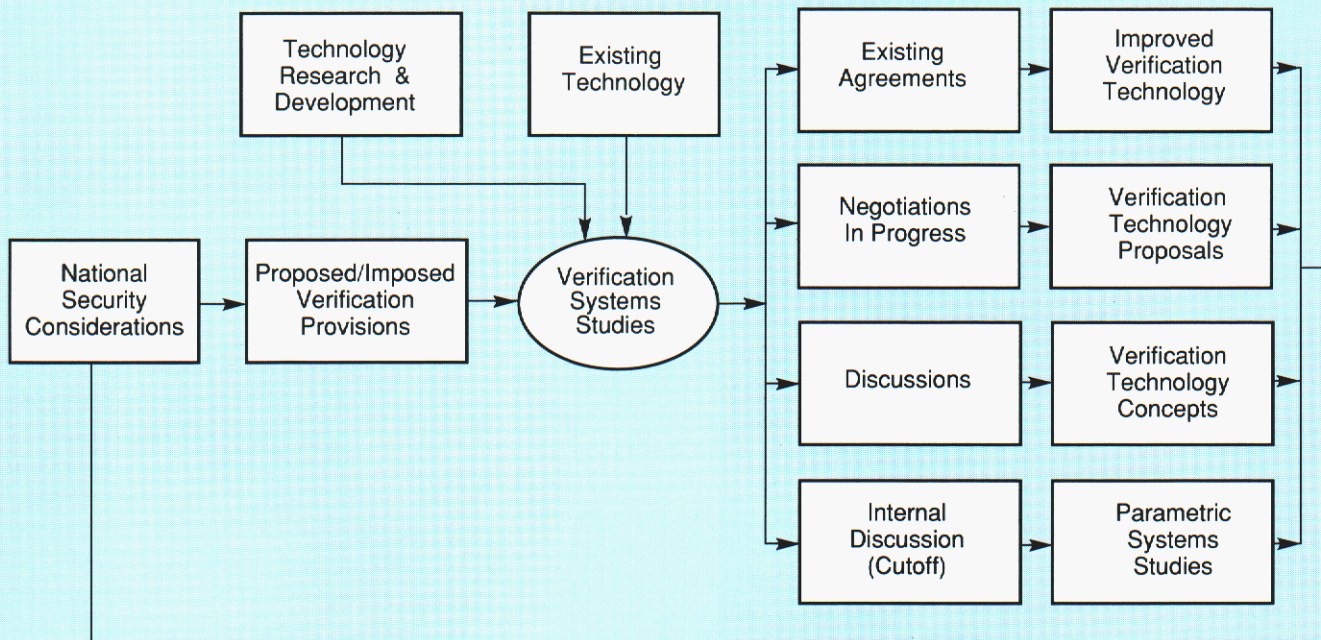 Technology
Research &
Development
Existing
Technology
Existing
Agreements
Improved
Verification
Technology
Negotiations
In Progress
Verification
Technology
Proposals
National
Security
Considerations
Proposed/Imposed
Verification
Provisions
Verification
Systems
Studies
Discussions
Verification
Technology
Concepts
Internal
Discussion
(Cutoff)
Parametric
Systems
Studies